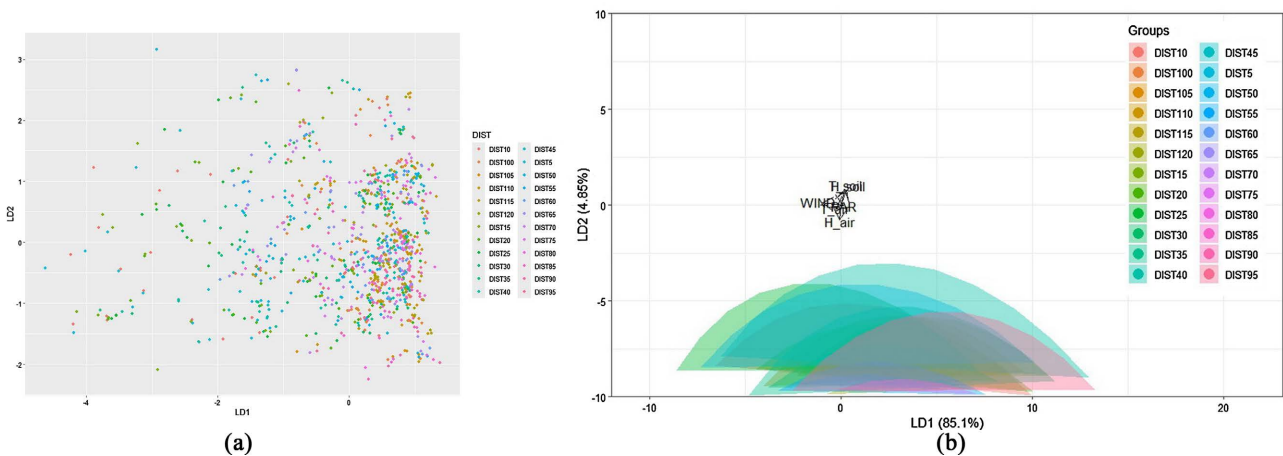 3
2
1
0
-1
-2
-4
-2
0
LD2
LD1
DIST
DIST10
DIST100
DIST105
DIST110
DIST115
DIST120
DIST15
DIST20
DIST25
DIST30
DIST35
DIST40
DIST45
DIST5
DIST50
DIST55
DIST60
DIST65
DIST70
DIST75
DIST80
DIST85
DIST90
DIST95
(a)
10
5
0
-5
-10
-10
0
10
20
LD2 (4.85%)
LD1 (85.1%)
H_soil
WIND
H_air
Groups
DIST10
DIST100
DIST105
DIST110
DIST115
DIST120
DIST15
DIST20
DIST25
DIST30
DIST35
DIST40
DIST45
DIST5
DIST50
DIST55
DIST60
DIST65
DIST70
DIST75
DIST80
DIST85
DIST90
DIST95
(b)